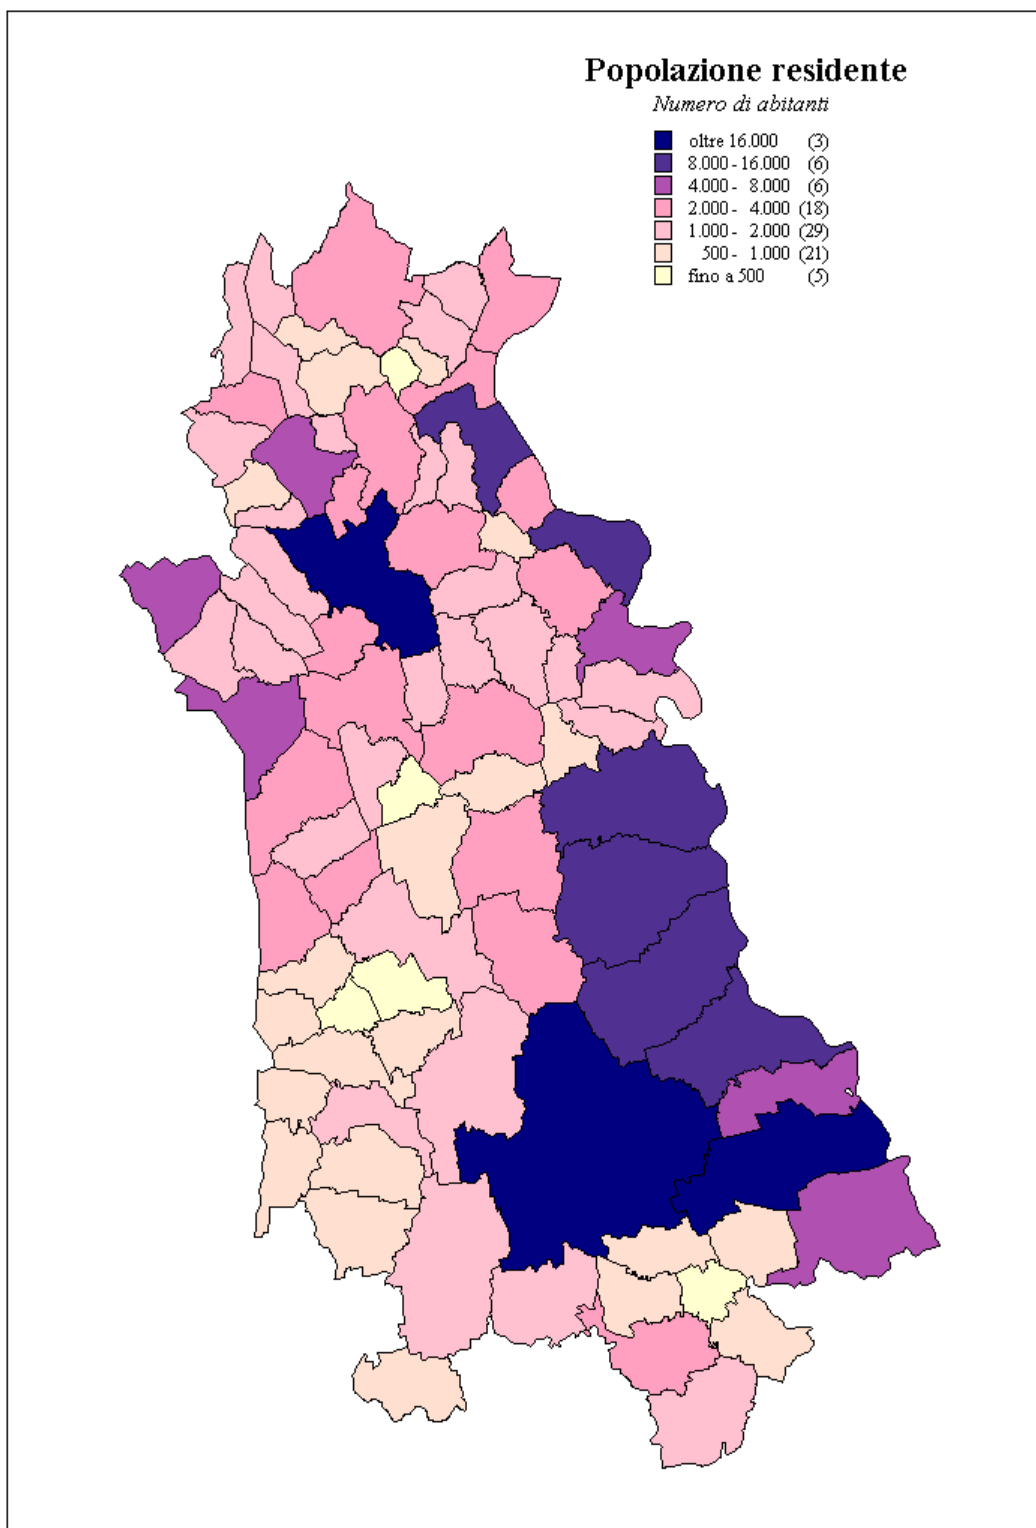 Popolazione residente
Numero di abitanti
oltre 16.000 (3)
8.000 - 16.000 (6)
4.000 - 8.000 (6)
2.000 - 4.000 (18)
1.000 - 2.000 (29)
500 - 1.000 (21)
fino a 500 (5)